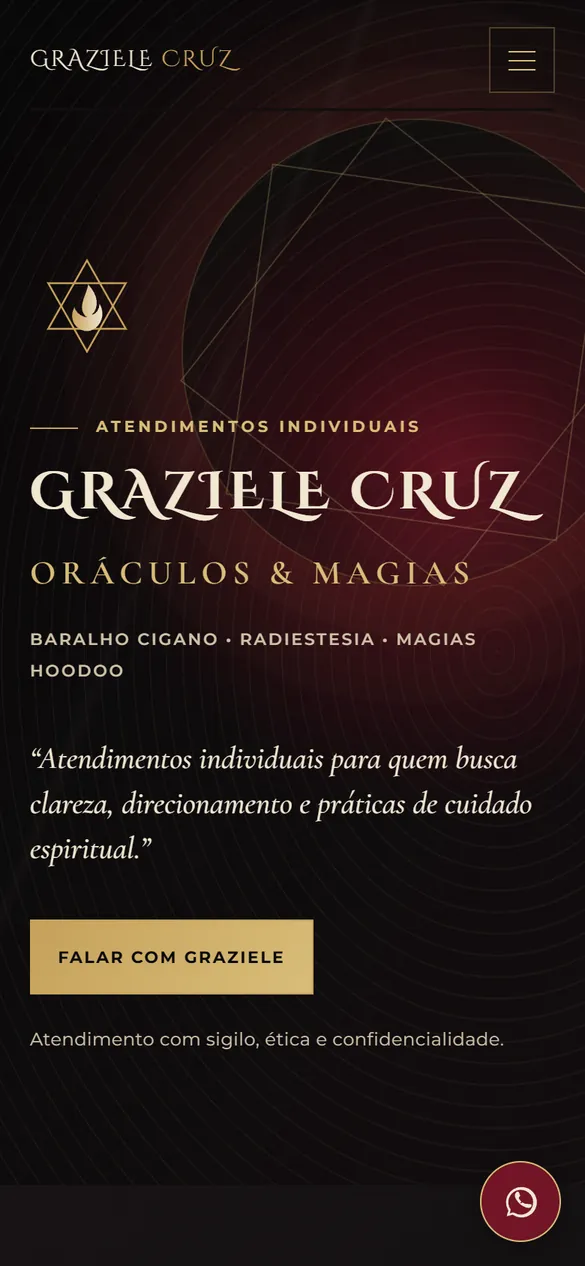 GRAZIELE CRUZ
ATENDIMENTOS INDIVIDUAIS
GRAZIELE CRUZ
ORÁCULOS & MAGIAS
BARALHO CIGANO • RADIESTESIA • MAGIAS
HOODOO
“Atendimentos individuais para quem busca
clareza, direcionamento e práticas de cuidado
espiritual.”
FALAR COM GRAZIELE
Atendimento com sigilo, ética e confidencialidade.